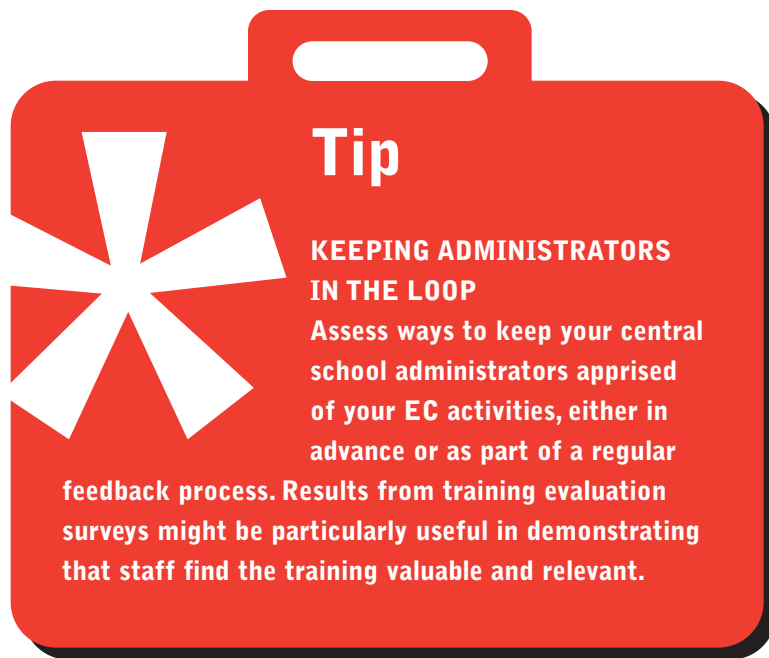 Tip
KEEPING ADMINISTRATORS
IN THE LOOP
Assess ways to keep your central
school administrators apprised
of your EC activities, either in
advance or as part of a regular
feedback process. Results from training evaluation
surveys might be particularly useful in demonstrating
that staff find the training valuable and relevant.